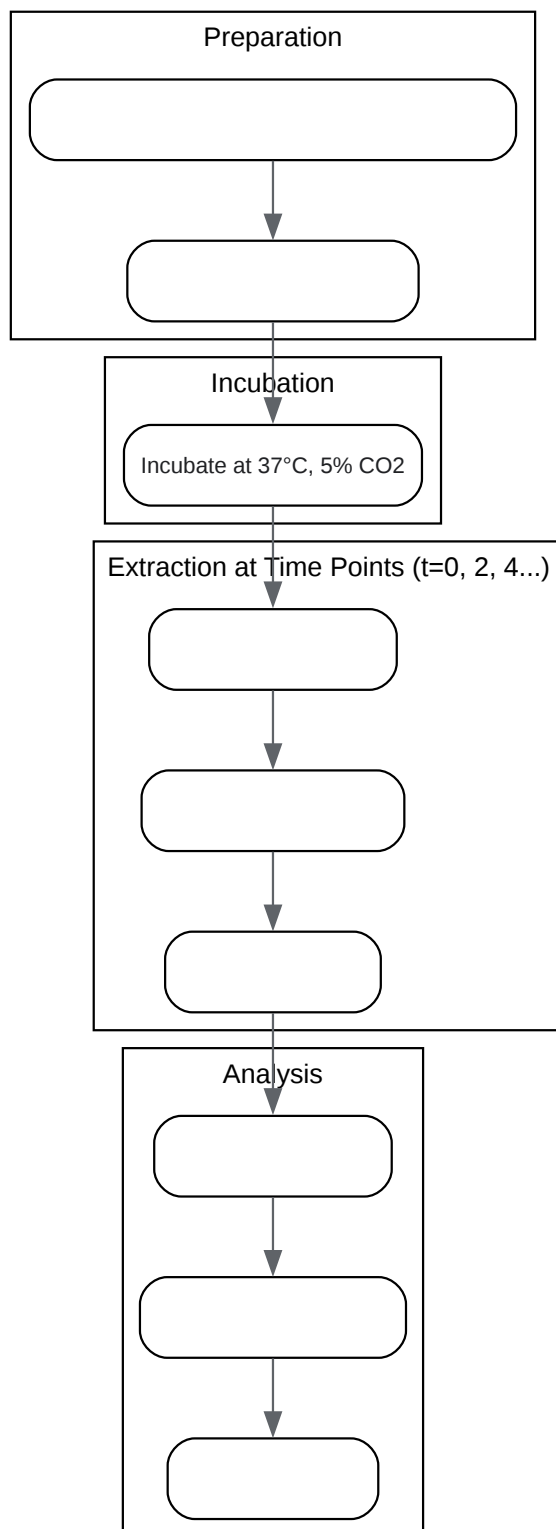 Preparation
Incubation
Incubate at 37°C, 5% CO2
Extraction at Time Points (t=0, 2, 4...)
Analysis